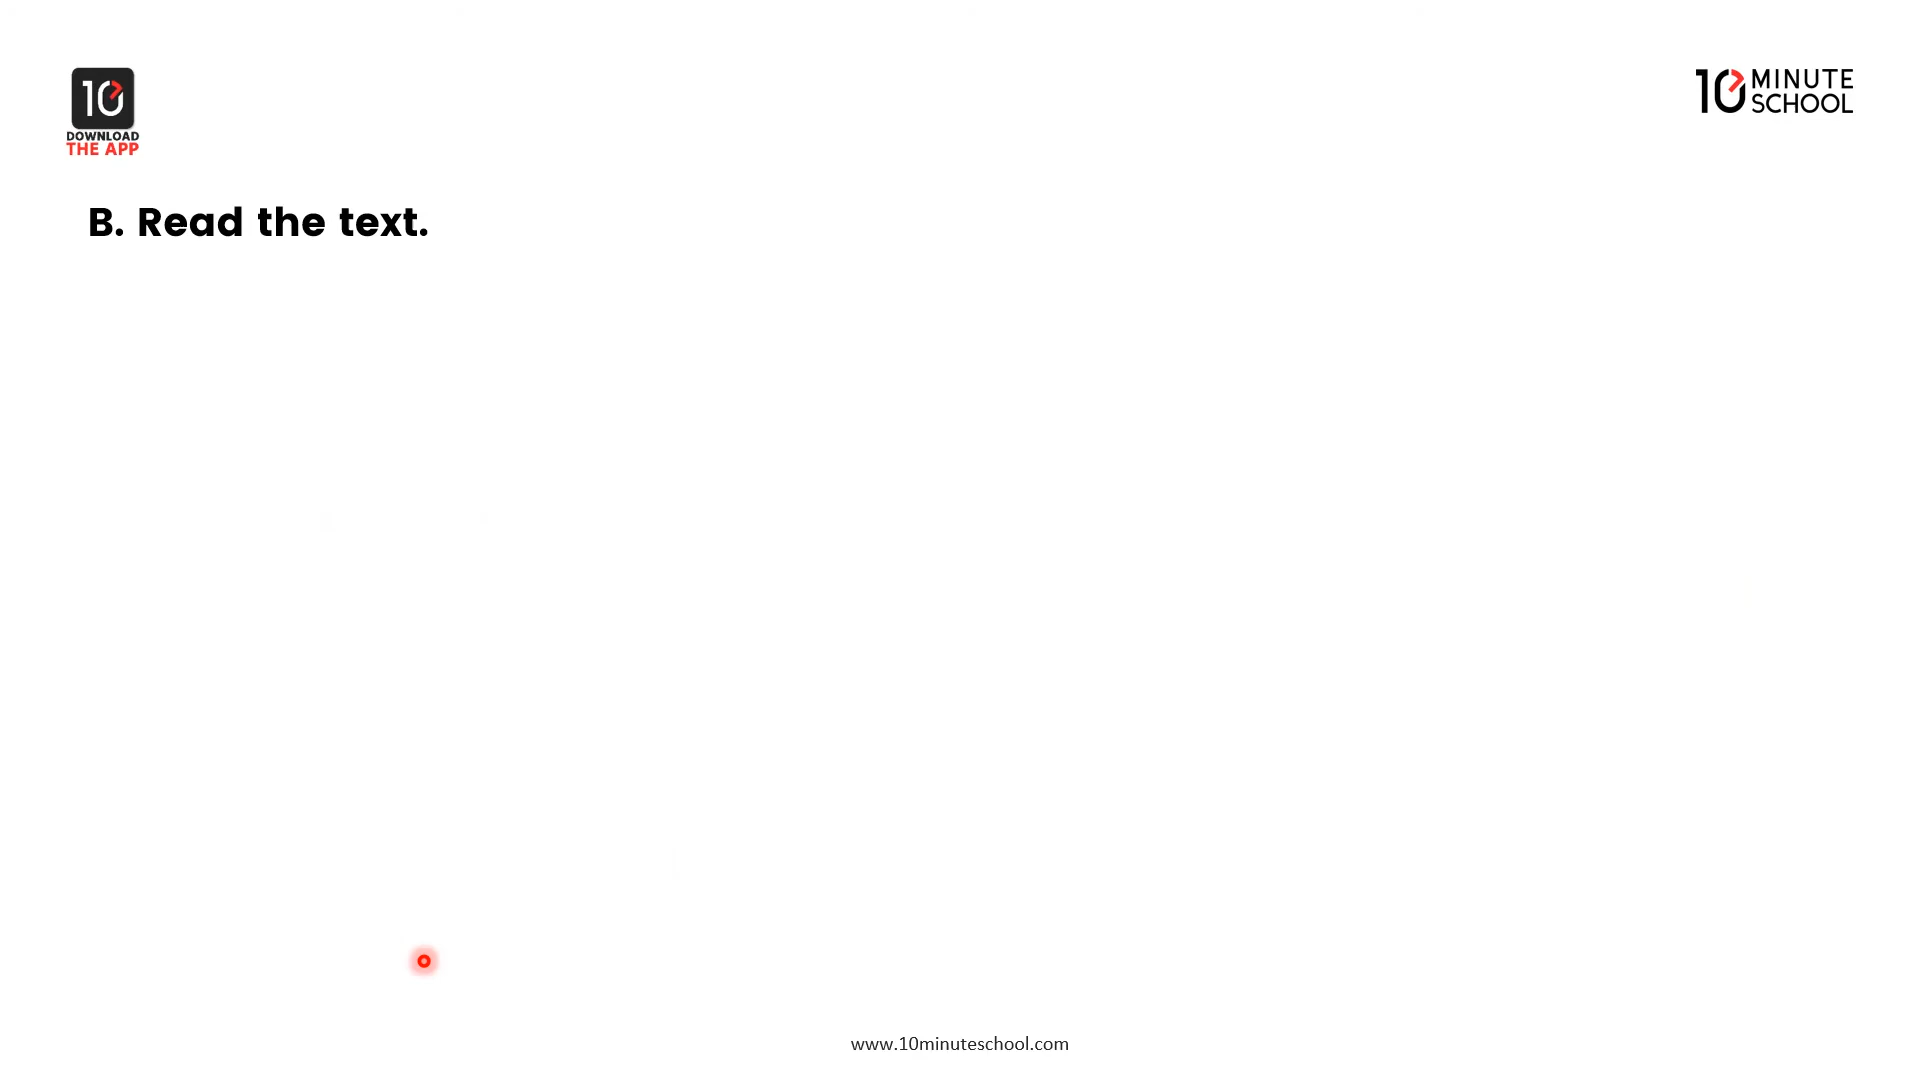 10
DOWNLOAD
THE APP
10 MINUTE
SCHOOL
B. Read the text.
www.10minuteschool.com